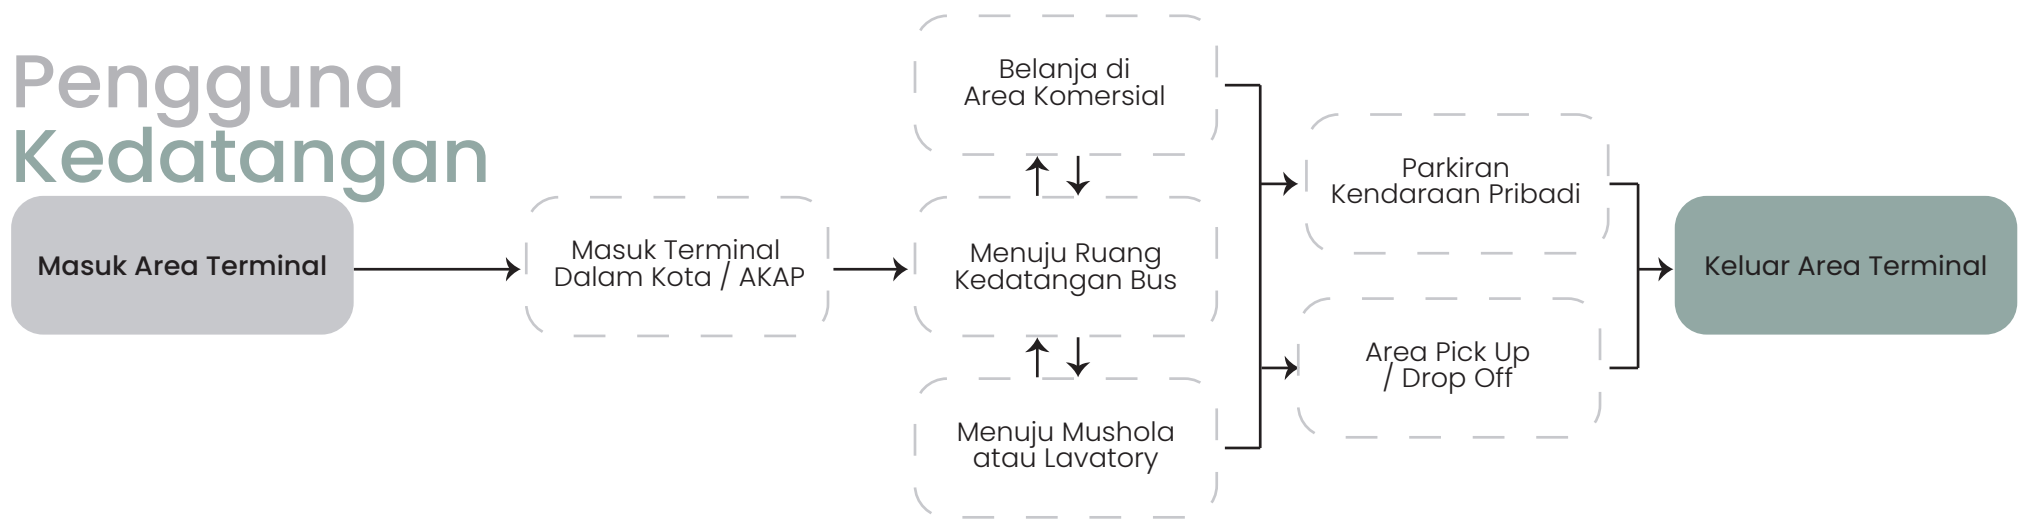 Pengguna
Kedatangan
Masuk Area Terminal
Masuk Terminal
Dalam Kota / AKAP
Belanja di
Area Komersial
Menuju Ruang
Kedatangan Bus
Menuju Mushola
atau Lavatory
Parkiran
Kendaraan Pribadi
Area Pick Up
/ Drop Off
Keluar Area Terminal